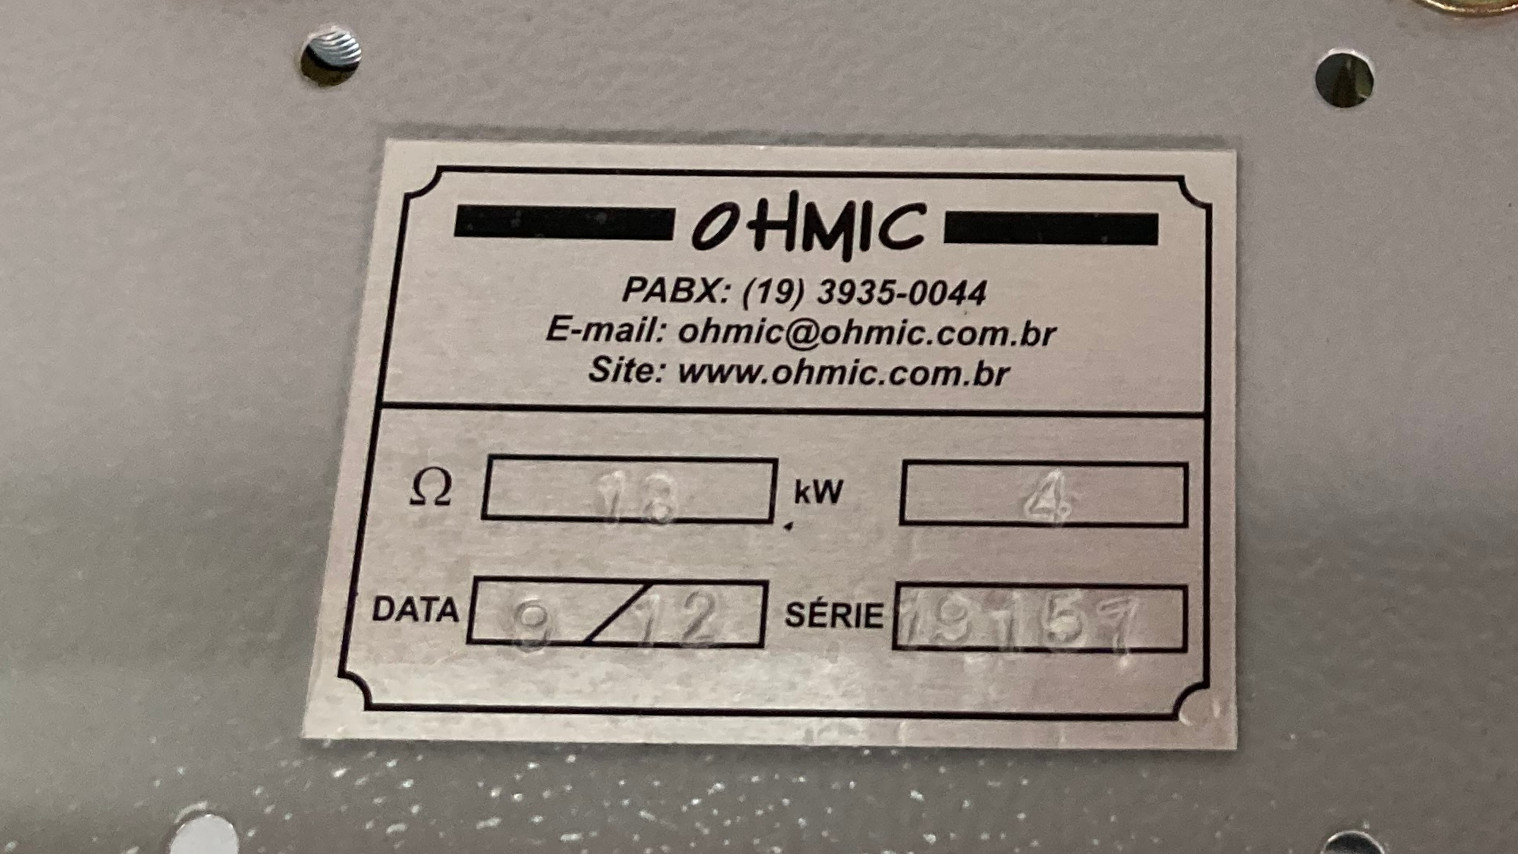 OHMIC
PABX: (19) 3935-0044
E-mail: ohmic@ohmic.com.br
Site: www.ohmic.com.br
Ω 18 kW 4
DATA 9/12 SÉRIE